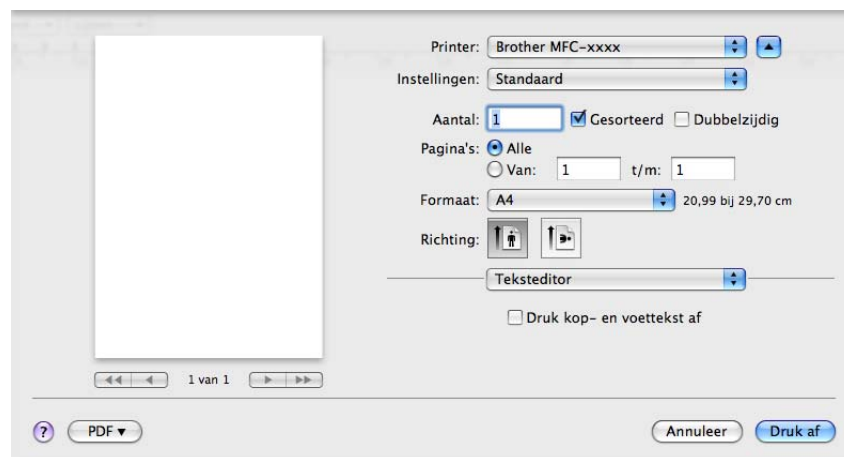 Printer: Brother MFC-xxxx
Instellingen: Standaard
Aantal: 1 Gesorteerd Dubbelzijdig
Pagina's: Alle
Van: 1 t/m: 1
Formaat: A4 20,99 bij 29,70 cm
Richting:
Teksteditor
Druk kop- en voettekst af
1 van 1
? PDF Annuleer Druk af